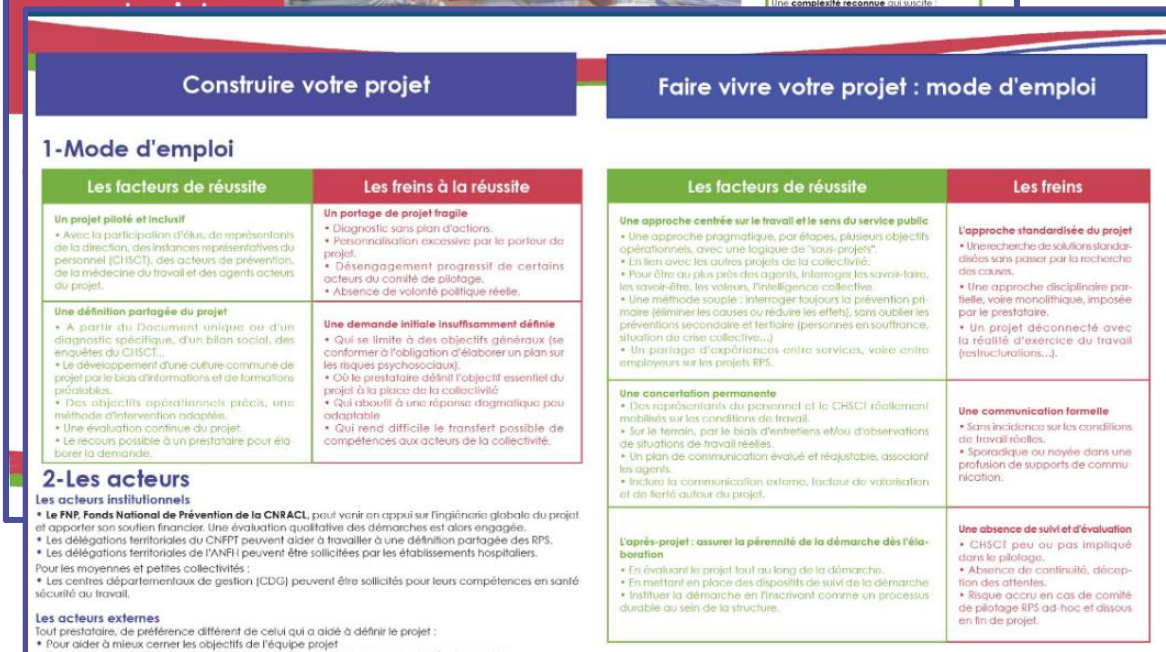 Une complexité reconnue qui suscite :
Construire votre projet
1-Mode d'emploi
Les facteurs de réussite
Les freins à la réussite
Un projet piloté et inclusif
• Avec la participation d'élus, de représentants
de la direction, des instances représentatives du
personnel (CHSCT), des acteurs de prévention,
de la médecine du travail et des agents acteurs
du projet.
Un portage de projet fragile
• Diagnostic sans plan d'actions.
• Personnalisation excessive par le porteur de
projet.
• Désengagement progressif de certains
acteurs du comité de pilotage.
• Absence de volonté politique réelle.
Une définition partagée du projet
• A partir du Document unique ou d'un
diagnostic spécifique, d'un bilan social, des
enquêtes du CHSCT...
• Le développement d'une culture commune de
projet par le biais d'informations et de formations
préalables.
• Des objectifs opérationnels précis, une
méthode d'intervention adaptée.
• Une évaluation continue du projet.
• Le recours possible à un prestataire pour éla
borer la demande.
Une demande initiale insuffisamment définie
• Qui se limite à des objectifs généraux (se
conformer à l'obligation d'élaborer un plan sur
les risques psychosociaux).
• Où le prestataire définit l'objectif essentiel du
projet à la place de la collectivité
• Qui aboutit à une réponse dogmatique peu
adaptable
• Qui rend difficile le transfert possible de
compétences aux acteurs de la collectivité.
2-Les acteurs
Les acteurs institutionnels
• Le FNP, Fonds National de Prévention de la CNRACL, peut venir en appui sur l'ingénierie globale du projet
et apporter son soutien financier. Une évaluation qualitative des démarches est alors engagée.
• Les délégations territoriales du CNFPT peuvent aider à travailler à une définition partagée des RPS.
• Les délégations territoriales de l'ANFH peuvent être sollicitées par les établissements hospitaliers.
Pour les moyennes et petites collectivités :
• Les centres départementaux de gestion (CDG) peuvent être sollicités pour leurs compétences en santé
sécurité au travail.
Les acteurs externes
Tout prestataire, de préférence différent de celui qui a aidé à définir le projet :
• Pour aider à mieux cerner les objectifs de l'équipe projet
Faire vivre votre projet : mode d'emploi
Les facteurs de réussite
Les freins
Une approche centrée sur le travail et le sens du service public
• Une approche pragmatique, par étapes, plusieurs objectifs
opérationnels, avec une logique de "sous-projets".
• En lien avec les autres projets de la collectivité.
• Pour être au plus près des agents, interroger les savoir-faire,
les savoir-être, les valeurs, l'intelligence collective.
• Une méthode souple : interroger toujours la prévention pri-
maire (éliminer les causes ou réduire les effets), sans oublier les
préventions secondaire et tertiaire (personnes en souffrance,
situation de crise collective...)
• Un partage d'expériences entre services, voire entre
employeurs sur les projets RPS.
L'approche standardisée du projet
• Une recherche de solutions standar-
disées sans passer par la recherche
des causes.
• Une approche disciplinaire par-
tielle, voire monolithique, imposée
par le prestataire.
• Un projet déconnecté avec
la réalité d'exercice du travail
(restructurations...).
Une concertation permanente
• Des représentants du personnel et le CHSCT réellement
mobilisés sur les conditions de travail.
• Sur le terrain, par le biais d'entretiens et/ou d'observations
de situations de travail réelles.
• Un plan de communication évalué et réajustable, associant
les agents.
• Inclure la communication externe, facteur de valorisation
et de fierté autour du projet.
Une communication formelle
• Sans incidence sur les conditions
de travail réelles.
• Sporadique ou noyée dans une
profusion de supports de commu-
nication.
L'après-projet : assurer la pérennité de la démarche dès l'éla-
boration
• En évaluant le projet tout au long de la démarche.
• En mettant en place des dispositifs de suivi de la démarche
• Instituer la démarche en l'inscrivant comme un processus
durable au sein de la structure.
Une absence de suivi et d'évaluation
• CHSCT peu ou pas impliqué
dans le pilotage.
• Absence de continuité, décep-
tion des attentes.
• Risque accru en cas de comité
de pilotage RPS ad-hoc et dissous
en fin de projet.